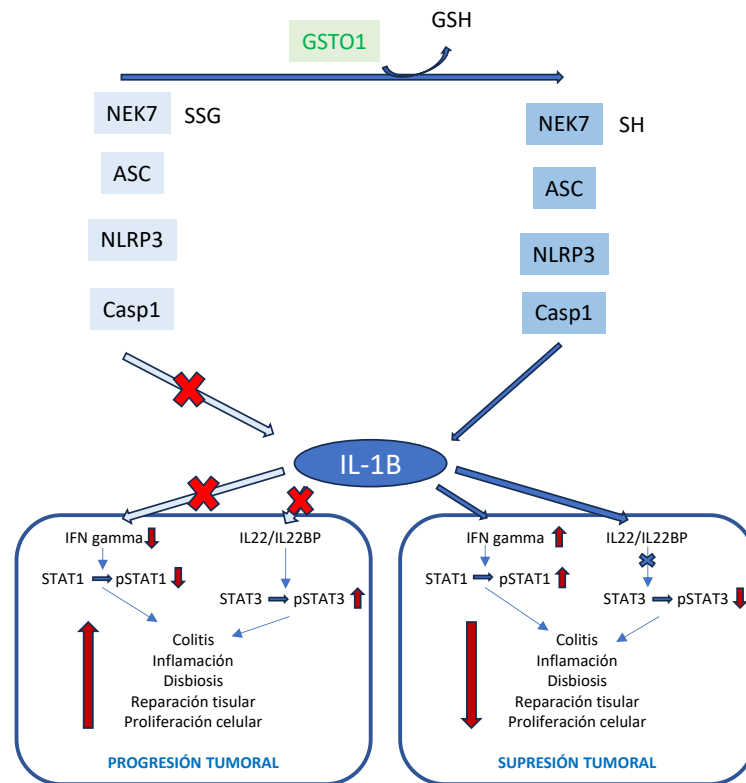 GSH
GSTO1
NEK7 SSG
ASC
NLRP3
Casp1
NEK7 SH
ASC
NLRP3
Casp1
IL-1B
IFN gamma
IL22/IL22BP
STAT1 pSTAT1
STAT3 pSTAT3
Colitis
Inflamación
Disbiosis
Reparación tisular
Proliferación celular
PROGRESIÓN TUMORAL
IFN gamma
IL22/IL22BP
STAT1 pSTAT1
STAT3 pSTAT3
Colitis
Inflamación
Disbiosis
Reparación tisular
Proliferación celular
SUPRESIÓN TUMORAL